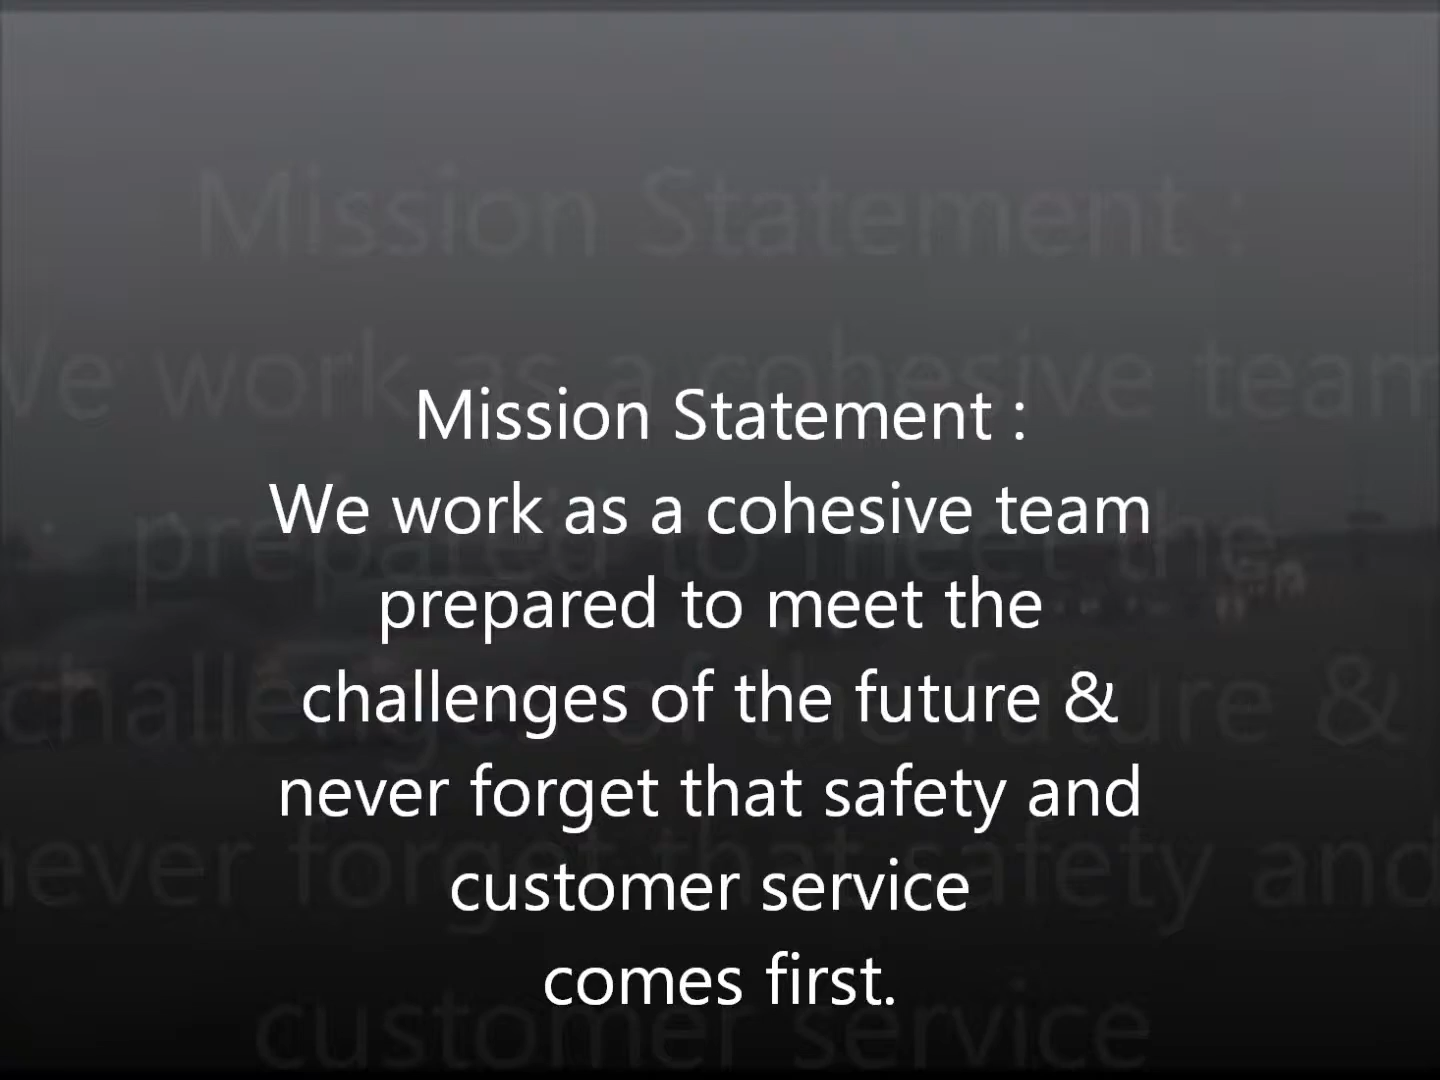 Mission Statement :
We work as a cohesive team
prepared to meet the
challenges of the future &
never forget that safety and
customer service
comes first.